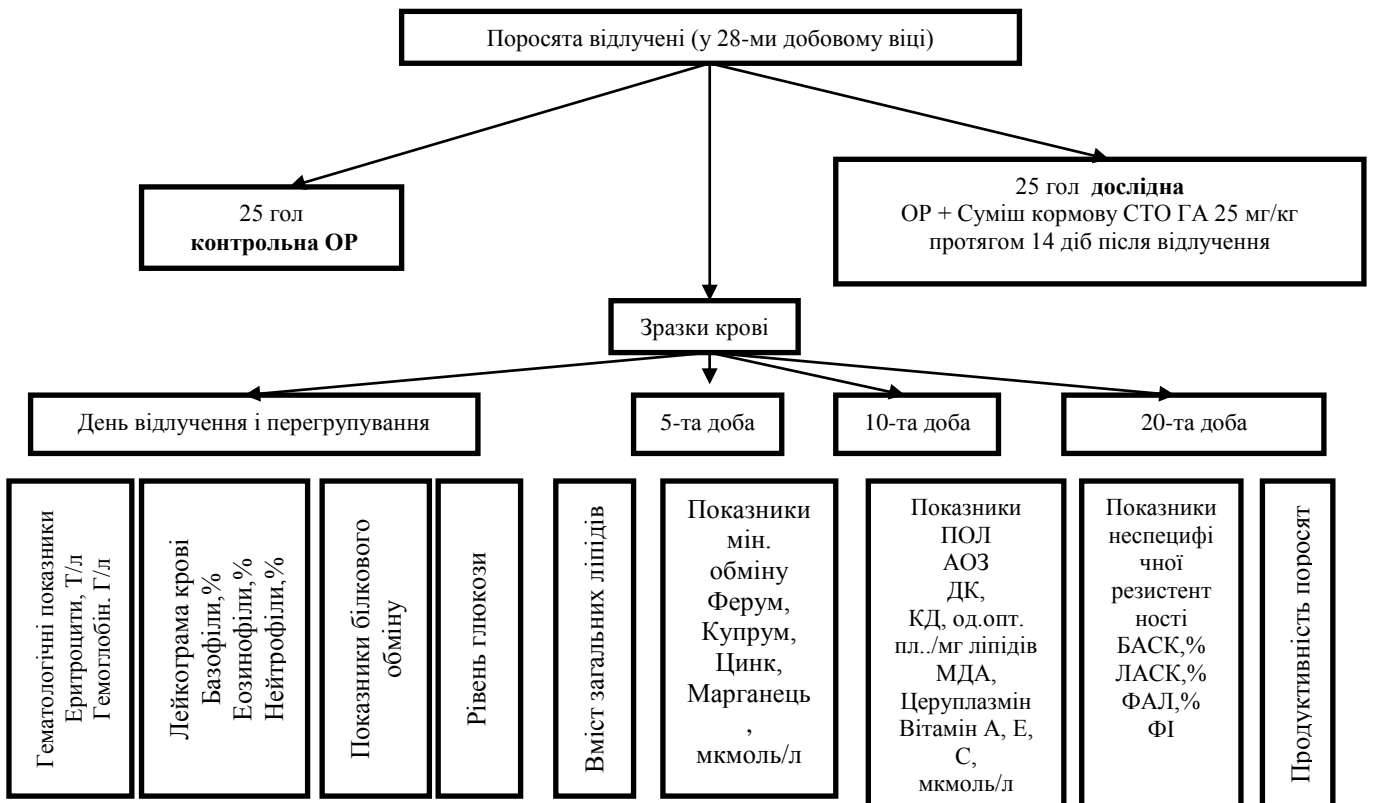 Поросята відлучені (у 28-ми добовому віці)
25 гол
контрольна ОР
25 гол дослідна
ОР + Суміш кормову СТО ГА 25 мг/кг
протягом 14 діб після відлучення
Зразки крові
День відлучення і перегрупування
5-та доба
10-та доба
20-та доба
Гематологічні показники
Еритроцити, Т/л
Гемоглобін. Г/л
Лейкограма крові
Базофіли,%
Еозинофіли,%
Нейтрофіли,%
Показники білкового
обміну
Рівень глюкози
Вміст загальних ліпідів
Показники
мін.
обміну
Ферум,
Купрум,
Цинк,
Марганець
,
мкмоль/л
Показники
ПОЛ
АОЗ
ДК,
КД, од.опт.
пл../мг ліпідів
МДА,
Церуплазмін
Вітамін А, Е,
С,
мкмоль/л
Показники
неспецифі
чної
резистент
ності
БАСК,%
ЛАСК,%
ФАЛ,%
ФІ
Продуктивність поросят